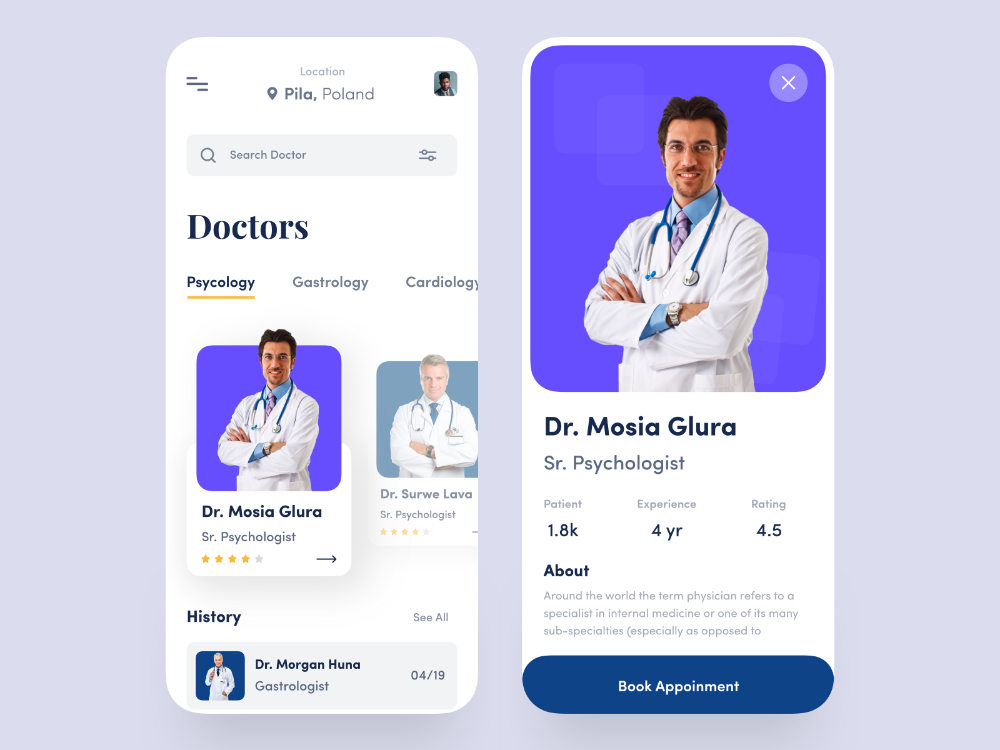 Location
Pila, Poland
Search Doctor
Doctors
Psycology Gastrology Cardiology
Dr. Mosia Glura
Sr. Psychologist
Dr. Surwe Lava
Sr. Psychologist
History See All
Dr. Morgan Huna
Gastrologist
04/19
Dr. Mosia Glura
Sr. Psychologist
Patient Experience Rating
1.8k 4 yr 4.5
About
Around the world the term physician refers to a
specialist in internal medicine or one of its many
sub-specialties (especially as opposed to
Book Appoinment